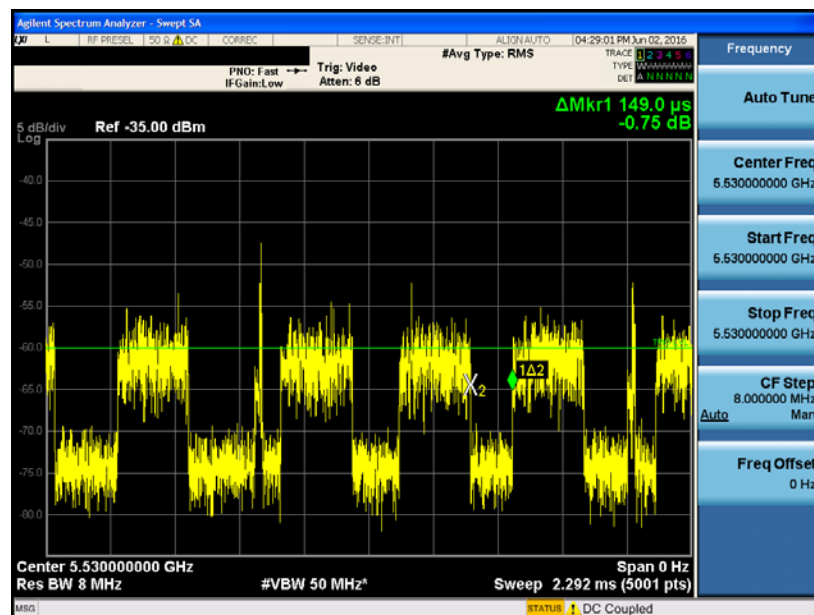 Agilent Spectrum Analyzer - Swept SA
L RF PRESEL 50 Ω DC CORREC SENSE:INT ALIGN AUTO 04:29:01 PM Jun 02, 2016
#Avg Type: RMS
TRACE 1 2 3 4 5 6
TYPE
DET A N N N N N
PNO: Fast
IFGain:Low
Trig: Video
Atten: 6 dB
ΔMkr1 149.0 µs
-0.75 dB
5 dB/div
Log
Ref -35.00 dBm
-40.0
-45.0
-50.0
-60.0
-65.0
-70.0
-75.0
-80.0
1Δ2
X2
Center 5.530000000 GHz
Span 0 Hz
Res BW 8 MHz
#VBW 50 MHz*
Sweep 2.292 ms (5001 pts)
MSG
STATUS
DC Coupled
Frequency
Auto Tune
Center Freq
5.530000000 GHz
Start Freq
5.530000000 GHz
Stop Freq
5.530000000 GHz
CF Step
8.000000 MHz
Auto Man
Freq Offset
0 Hz